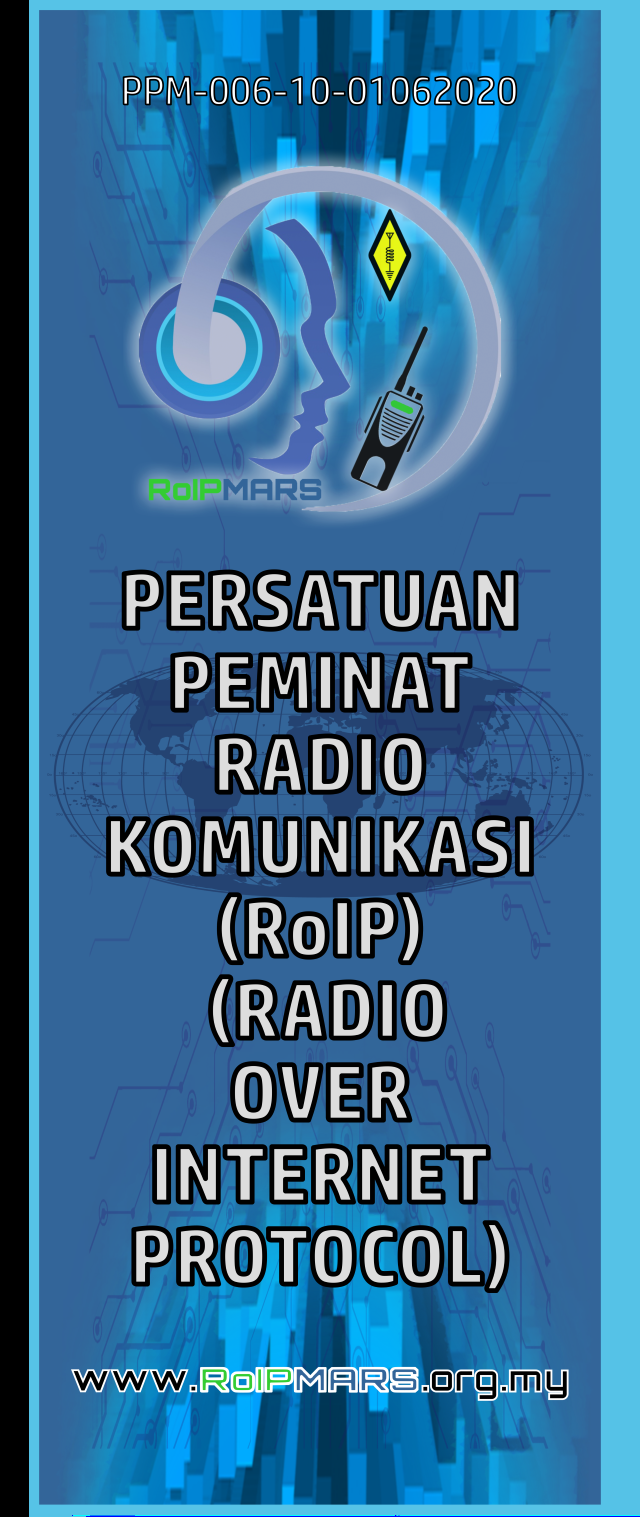 PPM-006-10-01062020
RoIPMARS
PERSATUAN
PEMINAT
RADIO
KOMUNIKASI
(RoIP)
(RADIO
OVER
INTERNET
PROTOCOL)
www.RoIPMARS.org.my